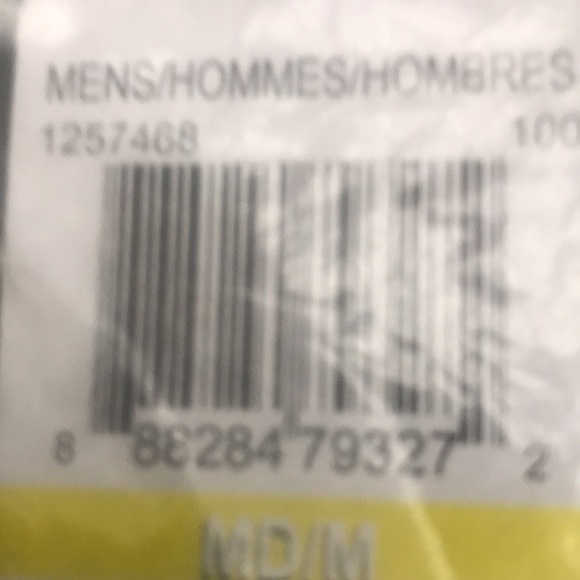 MENS/HOMMES/HOMBRES
1257468 100
8 88284 79327 2
MD/M